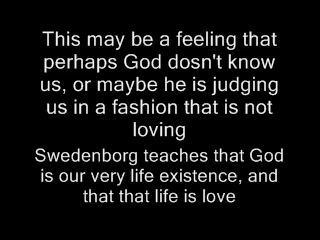 This may be a feeling that
perhaps God dosn't know
us, or maybe he is judging
us in a fashion that is not
loving
Swedenborg teaches that God
is our very life existence, and
that that life is love